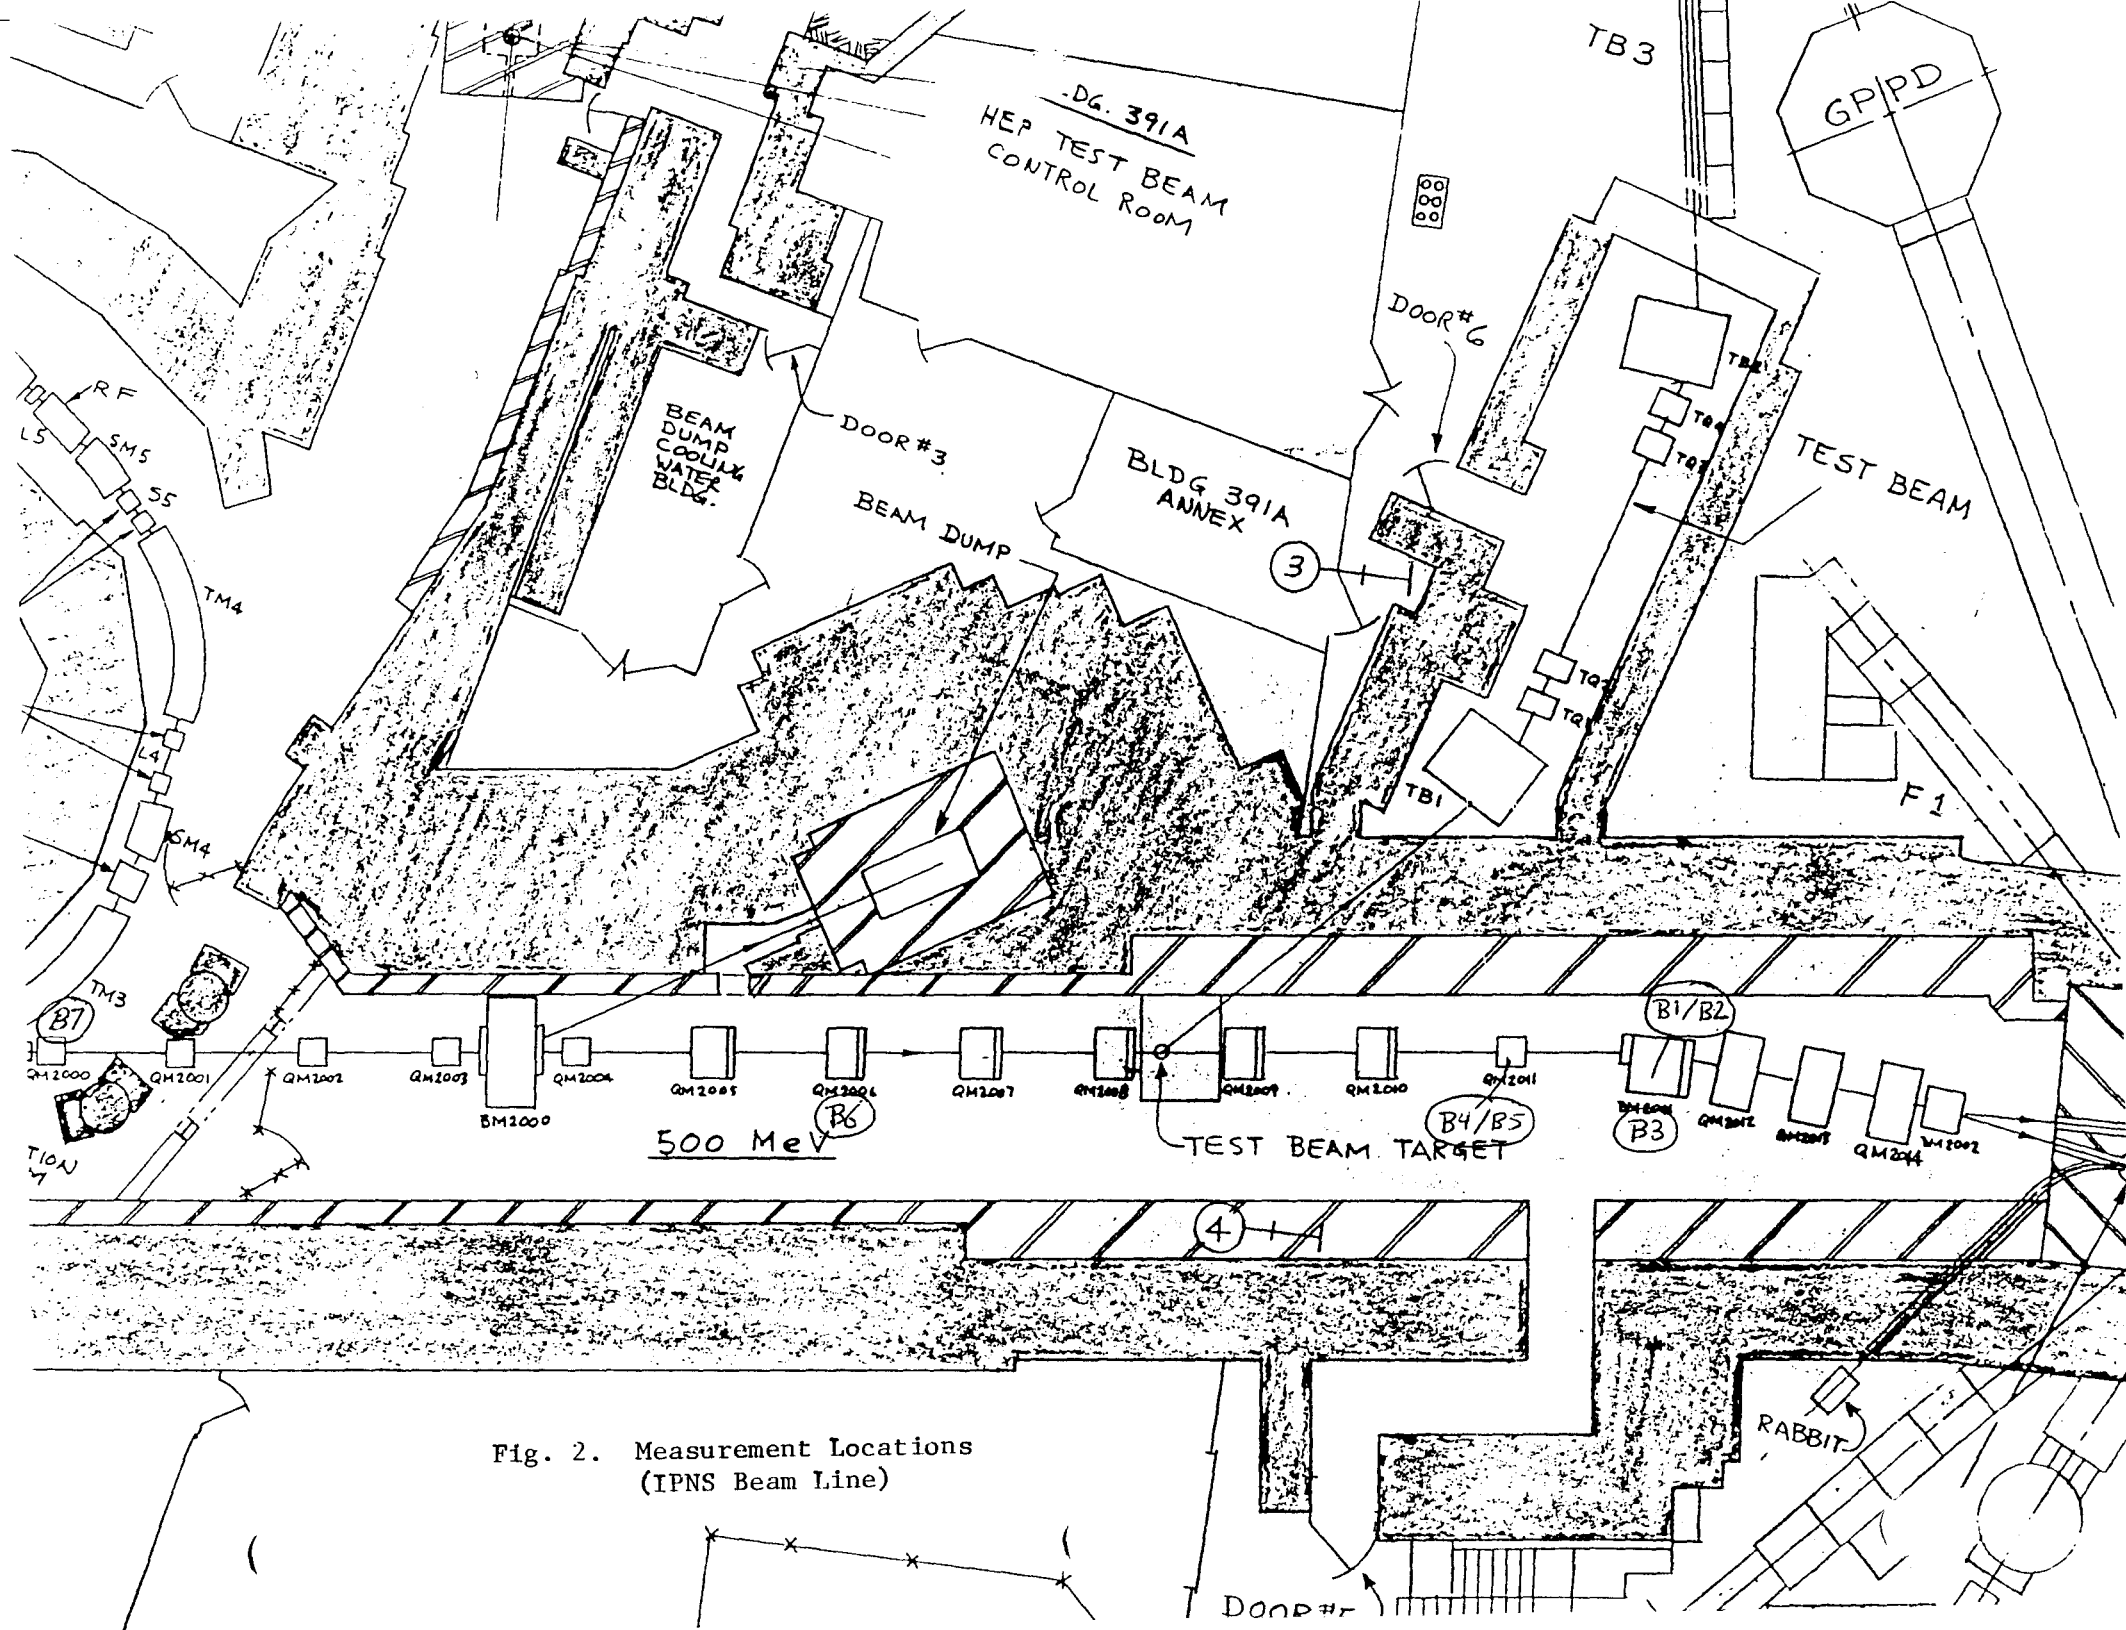 TB3
GPPD
DG. 391A
HEP TEST BEAM
CONTROL ROOM
DOOR #6
RF
L5
SM5
S5
TM4
BEAM
DUMP
COOLING
WATER
BLDG.
DOOR #3
BEAM DUMP
BLDG 391A
ANNEX
3
TEST BEAM
TB1
F1
L4
SM4
TM3
B7
B1/B2
QM2000
QM2001
QM2002
QM2003
BM2000
QM2004
QM2005
QM2006
QM2007
QM2008
QM2009
QM2010
QM2011
QM2012
QM2013
QM2014
B6
B4/B5
B3
500 MeV
TEST BEAM TARGET
TION
4
RABBIT
Fig. 2. Measurement Locations
(IPNS Beam Line)